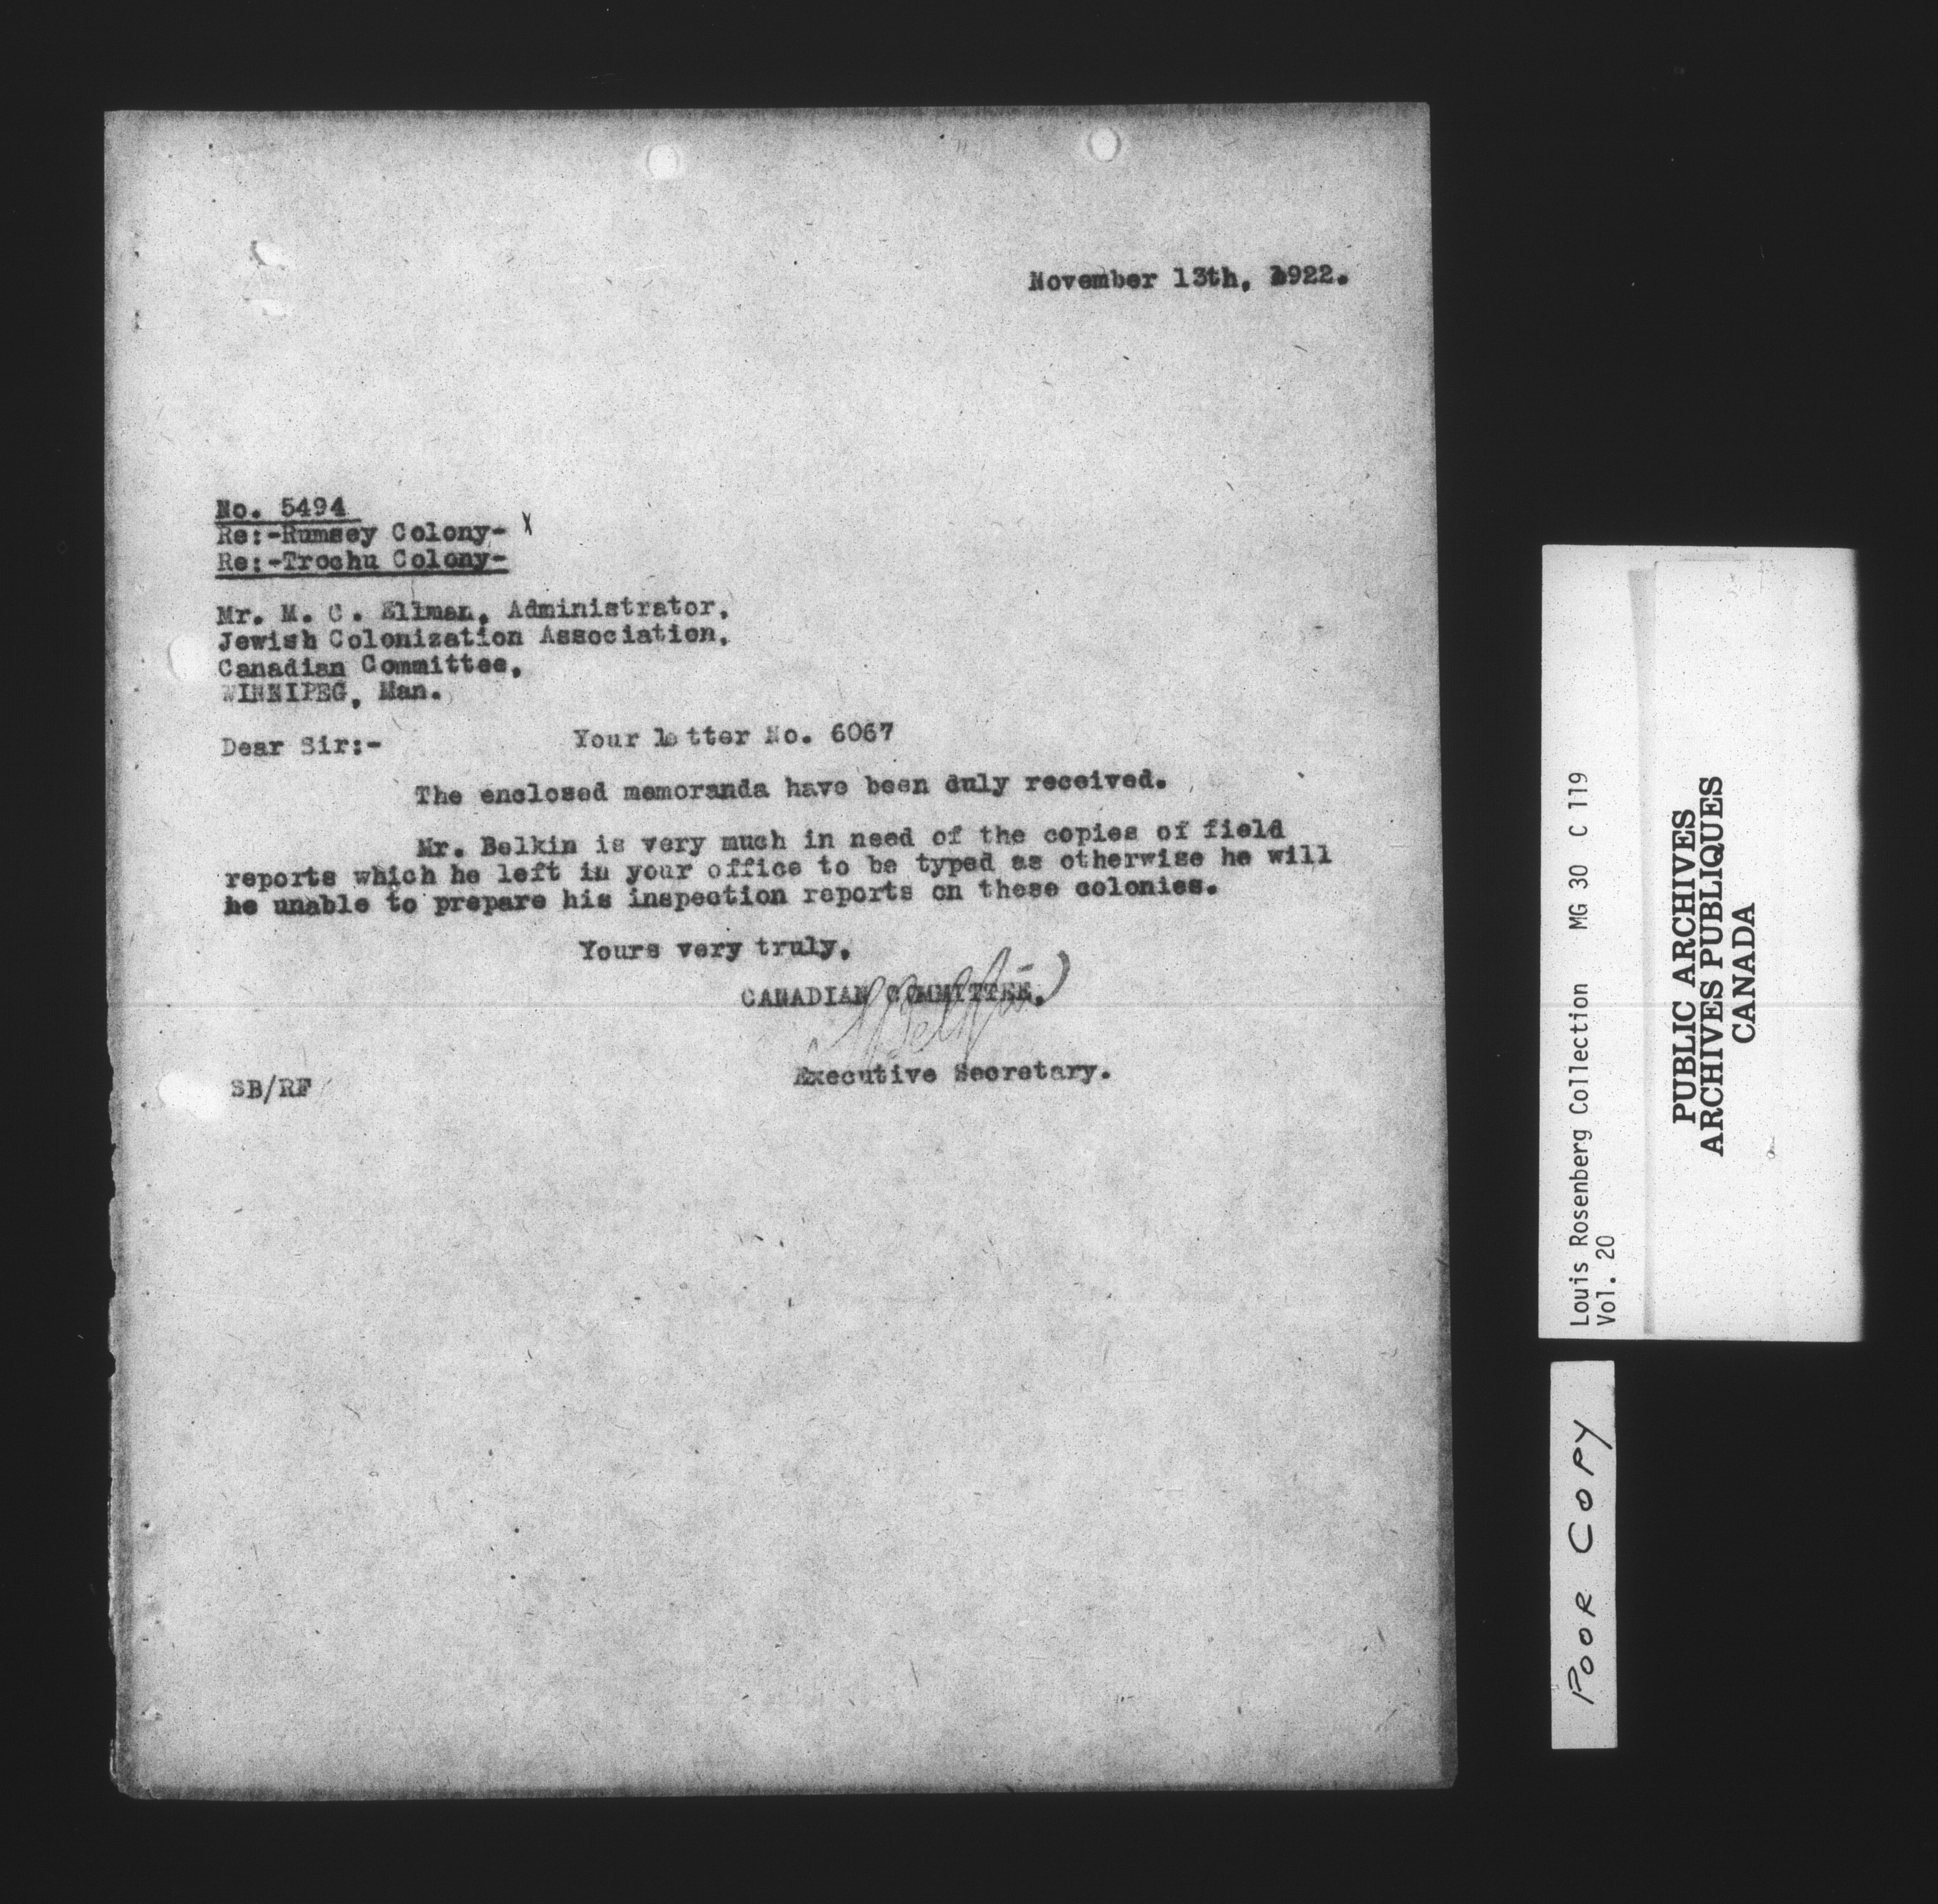 November 13th, 1922.
No. 5494
Re:-Rumsey Colony- X
Re:-Trochu Colony-
Mr. M. C. Ellman, Administrator,
Jewish Colonization Association,
Canadian Committee,
WINNIPEG, Man.
Dear Sir:- Your letter No. 6067
The enclosed memoranda have been duly received.
Mr. Belkin is very much in need of the copies of field
reports which he left in your office to be typed as otherwise he will
be unable to prepare his inspection reports on these colonies.
Yours very truly,
CANADIAN COMMITTEE.
SBelkin
Executive Secretary.
SB/RF
Louis Rosenberg Collection MG 30 C 119
Vol. 20
PUBLIC ARCHIVES
ARCHIVES PUBLIQUES
CANADA
POOR COPY